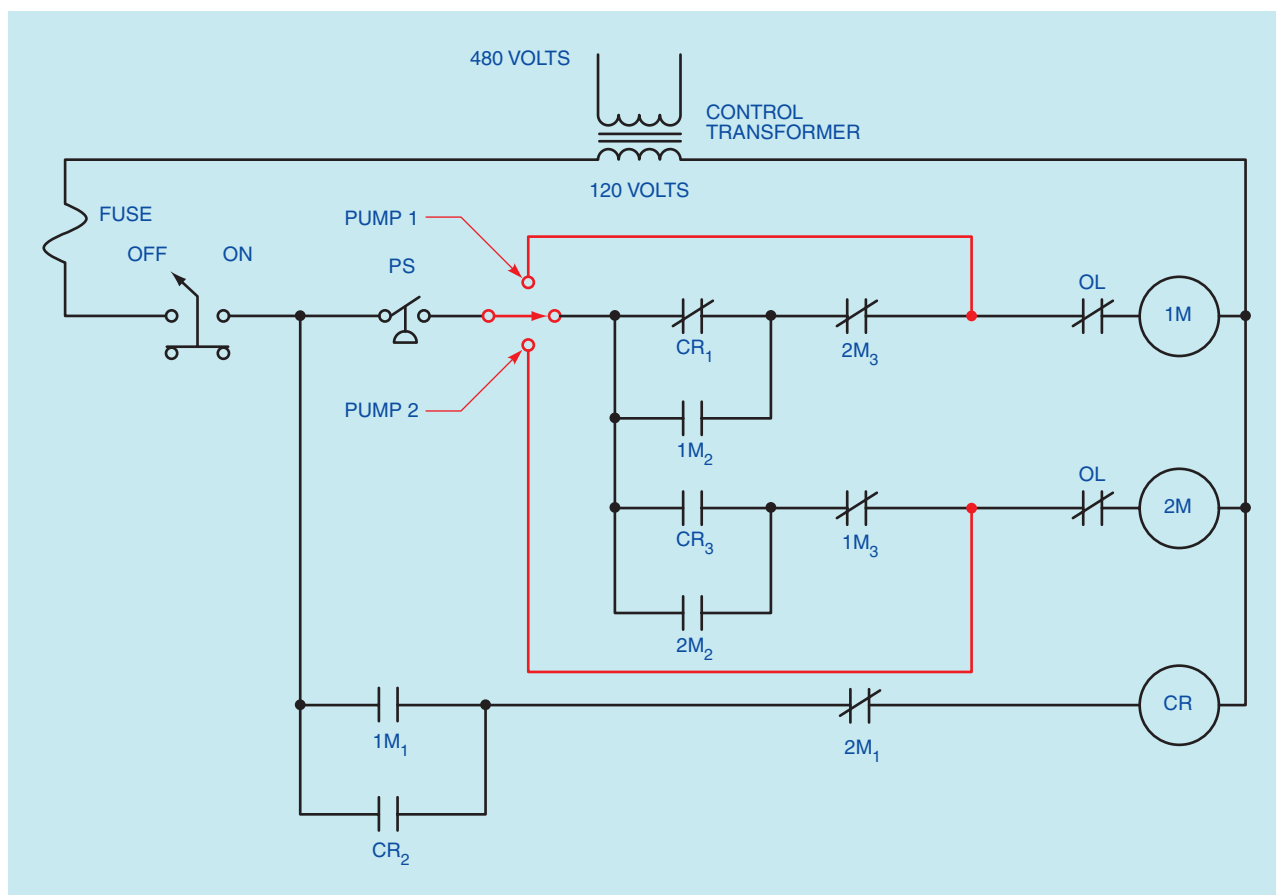 480 VOLTS
CONTROL
TRANSFORMER
120 VOLTS
FUSE
PUMP 1
OFF
ON
PS
OL
1M
CR1
2M3
PUMP 2
1M2
OL
2M
CR3
1M3
2M2
CR
1M1
2M1
CR2